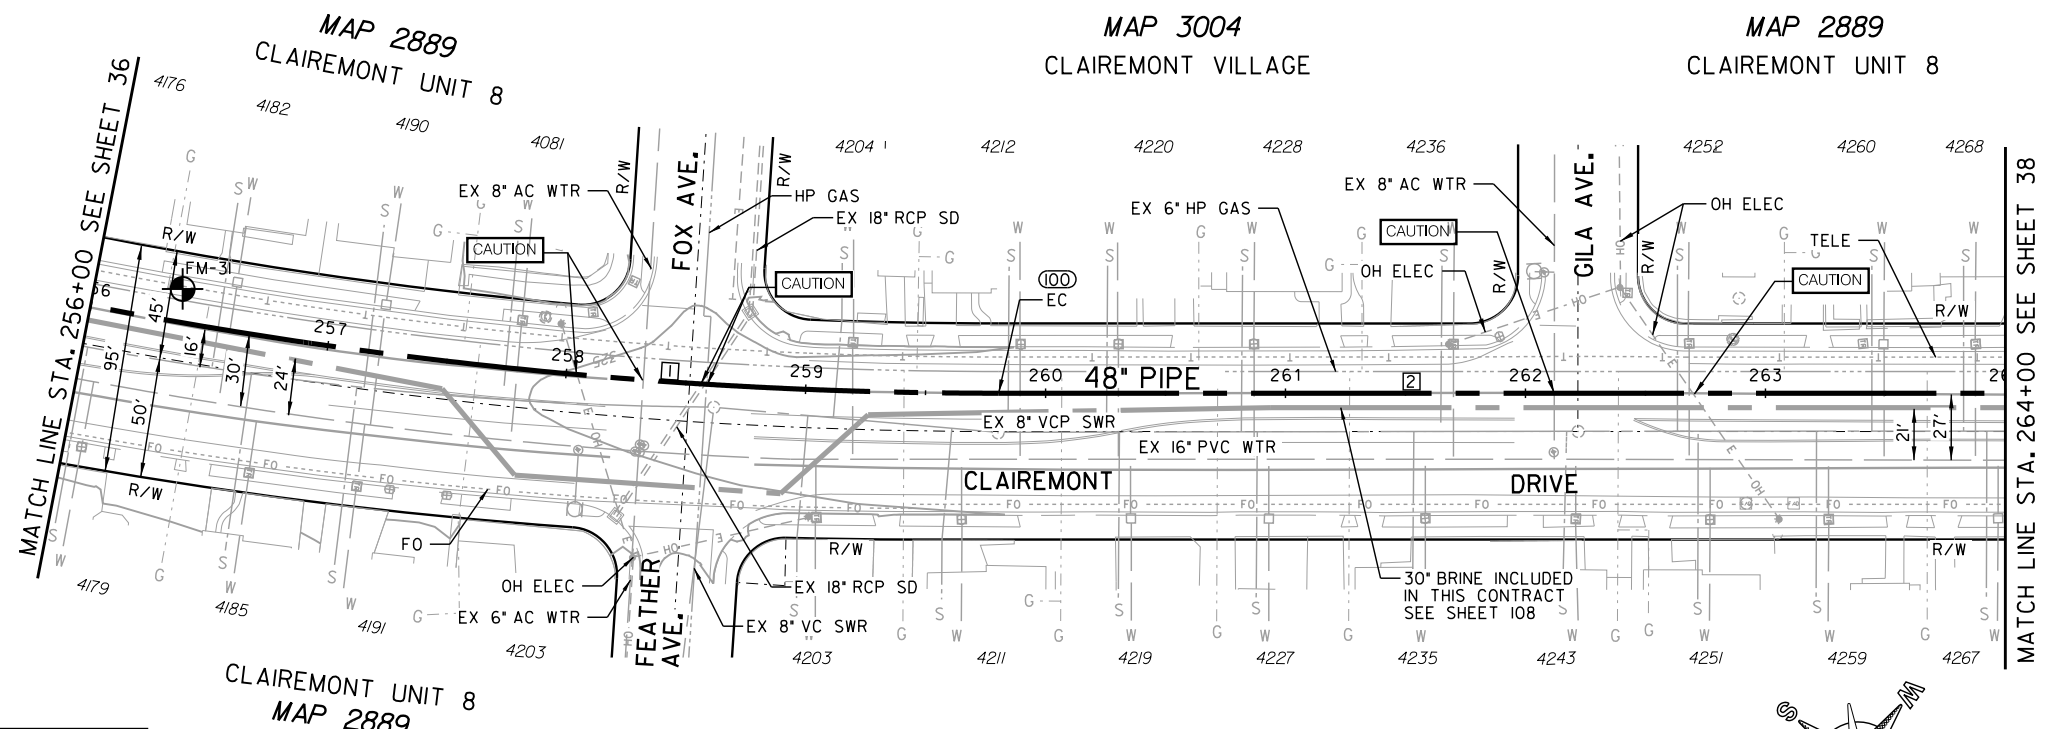 MAP 2889
CLAIREMONT UNIT 8
MAP 3004
CLAIREMONT VILLAGE
MAP 2889
CLAIREMONT UNIT 8
MATCH LINE STA. 256+00 SEE SHEET 36
4176
4182
4190
4081
4204
4212
4220
4228
4236
4252
4260
4268
R/W
FOX AVE.
R/W
R/W
GILA AVE.
R/W
EX 8" AC WTR
HP GAS
EX 18" RCP SD
EX 6" HP GAS
EX 8" AC WTR
OH ELEC
TELE
CAUTION
CAUTION
CAUTION
CAUTION
OH ELEC
R/W
FM-31
100
EC
R/W
257
258
259
260
261
262
263
1
2
48" PIPE
45'
16'
95'
30'
24'
50'
21'
27'
EX 8" VCP SWR
EX 16" PVC WTR
CLAIREMONT DRIVE
R/W
FO
R/W
R/W
OH ELEC
EX 6" AC WTR
FEATHER
AVE.
EX 18" RCP SD
EX 8" VC SWR
30" BRINE INCLUDED
IN THIS CONTRACT
SEE SHEET 108
4179
4185
4191
4203
4203
4211
4219
4227
4235
4243
4251
4259
4267
CLAIREMONT UNIT 8
MAP 2889
MATCH LINE STA. 264+00 SEE SHEET 38
S
W